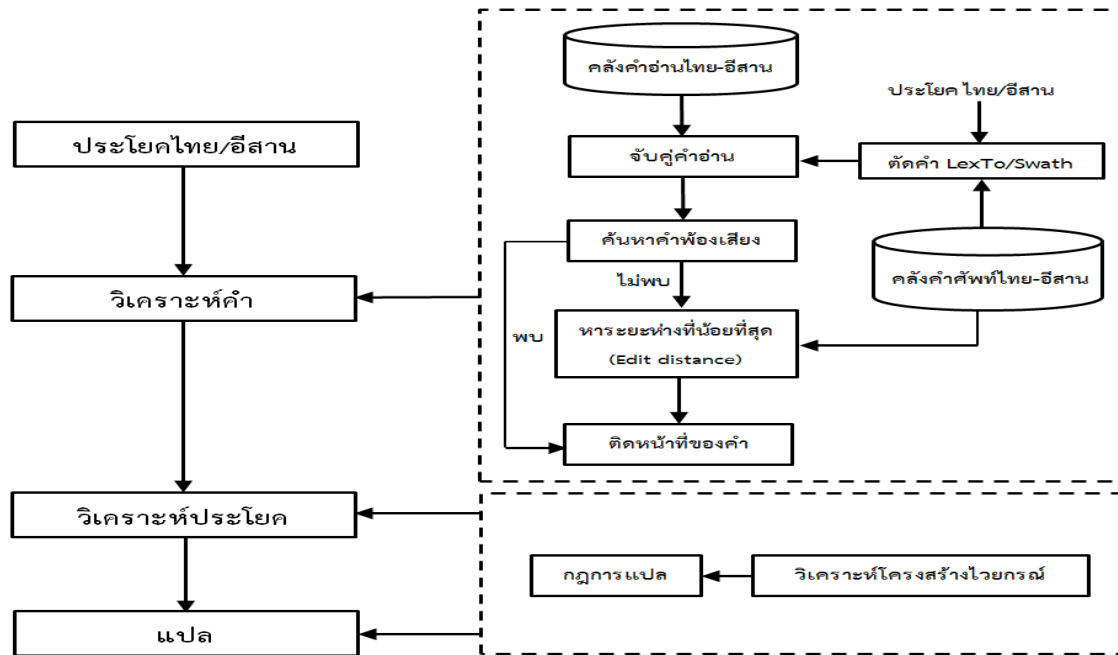 ประโยคไทย/อีสาน
วิเคราะห์คำ
วิเคราะห์ประโยค
แปล
คลังคำอ่านไทย-อีสาน
ประโยค ไทย/อีสาน
จับคู่คำอ่าน
ตัดคำ LexTo/Swath
ค้นหาคำพ้องเสียง
คลังคำศัพท์ไทย-อีสาน
ไม่พบ
พบ
หาระยะห่างที่น้อยที่สุด
(Edit distance)
ติดหน้าที่ของคำ
กฎการแปล
วิเคราะห์โครงสร้างไวยกรณ์